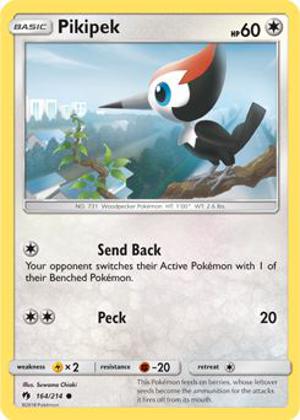 BASIC Pikipek HP60
NO. 731 Woodpecker Pokémon HT: 1'00" WT: 2.6 lbs.
Send Back
Your opponent switches their Active Pokémon with 1 of
their Benched Pokémon.
Peck 20
weakness ×2 resistance -20 retreat
Illus. Suwama Chiaki
164/214
©2018 Pokémon
This Pokémon feeds on berries, whose leftover
seeds become the ammunition for the attacks
it fires off from its mouth.